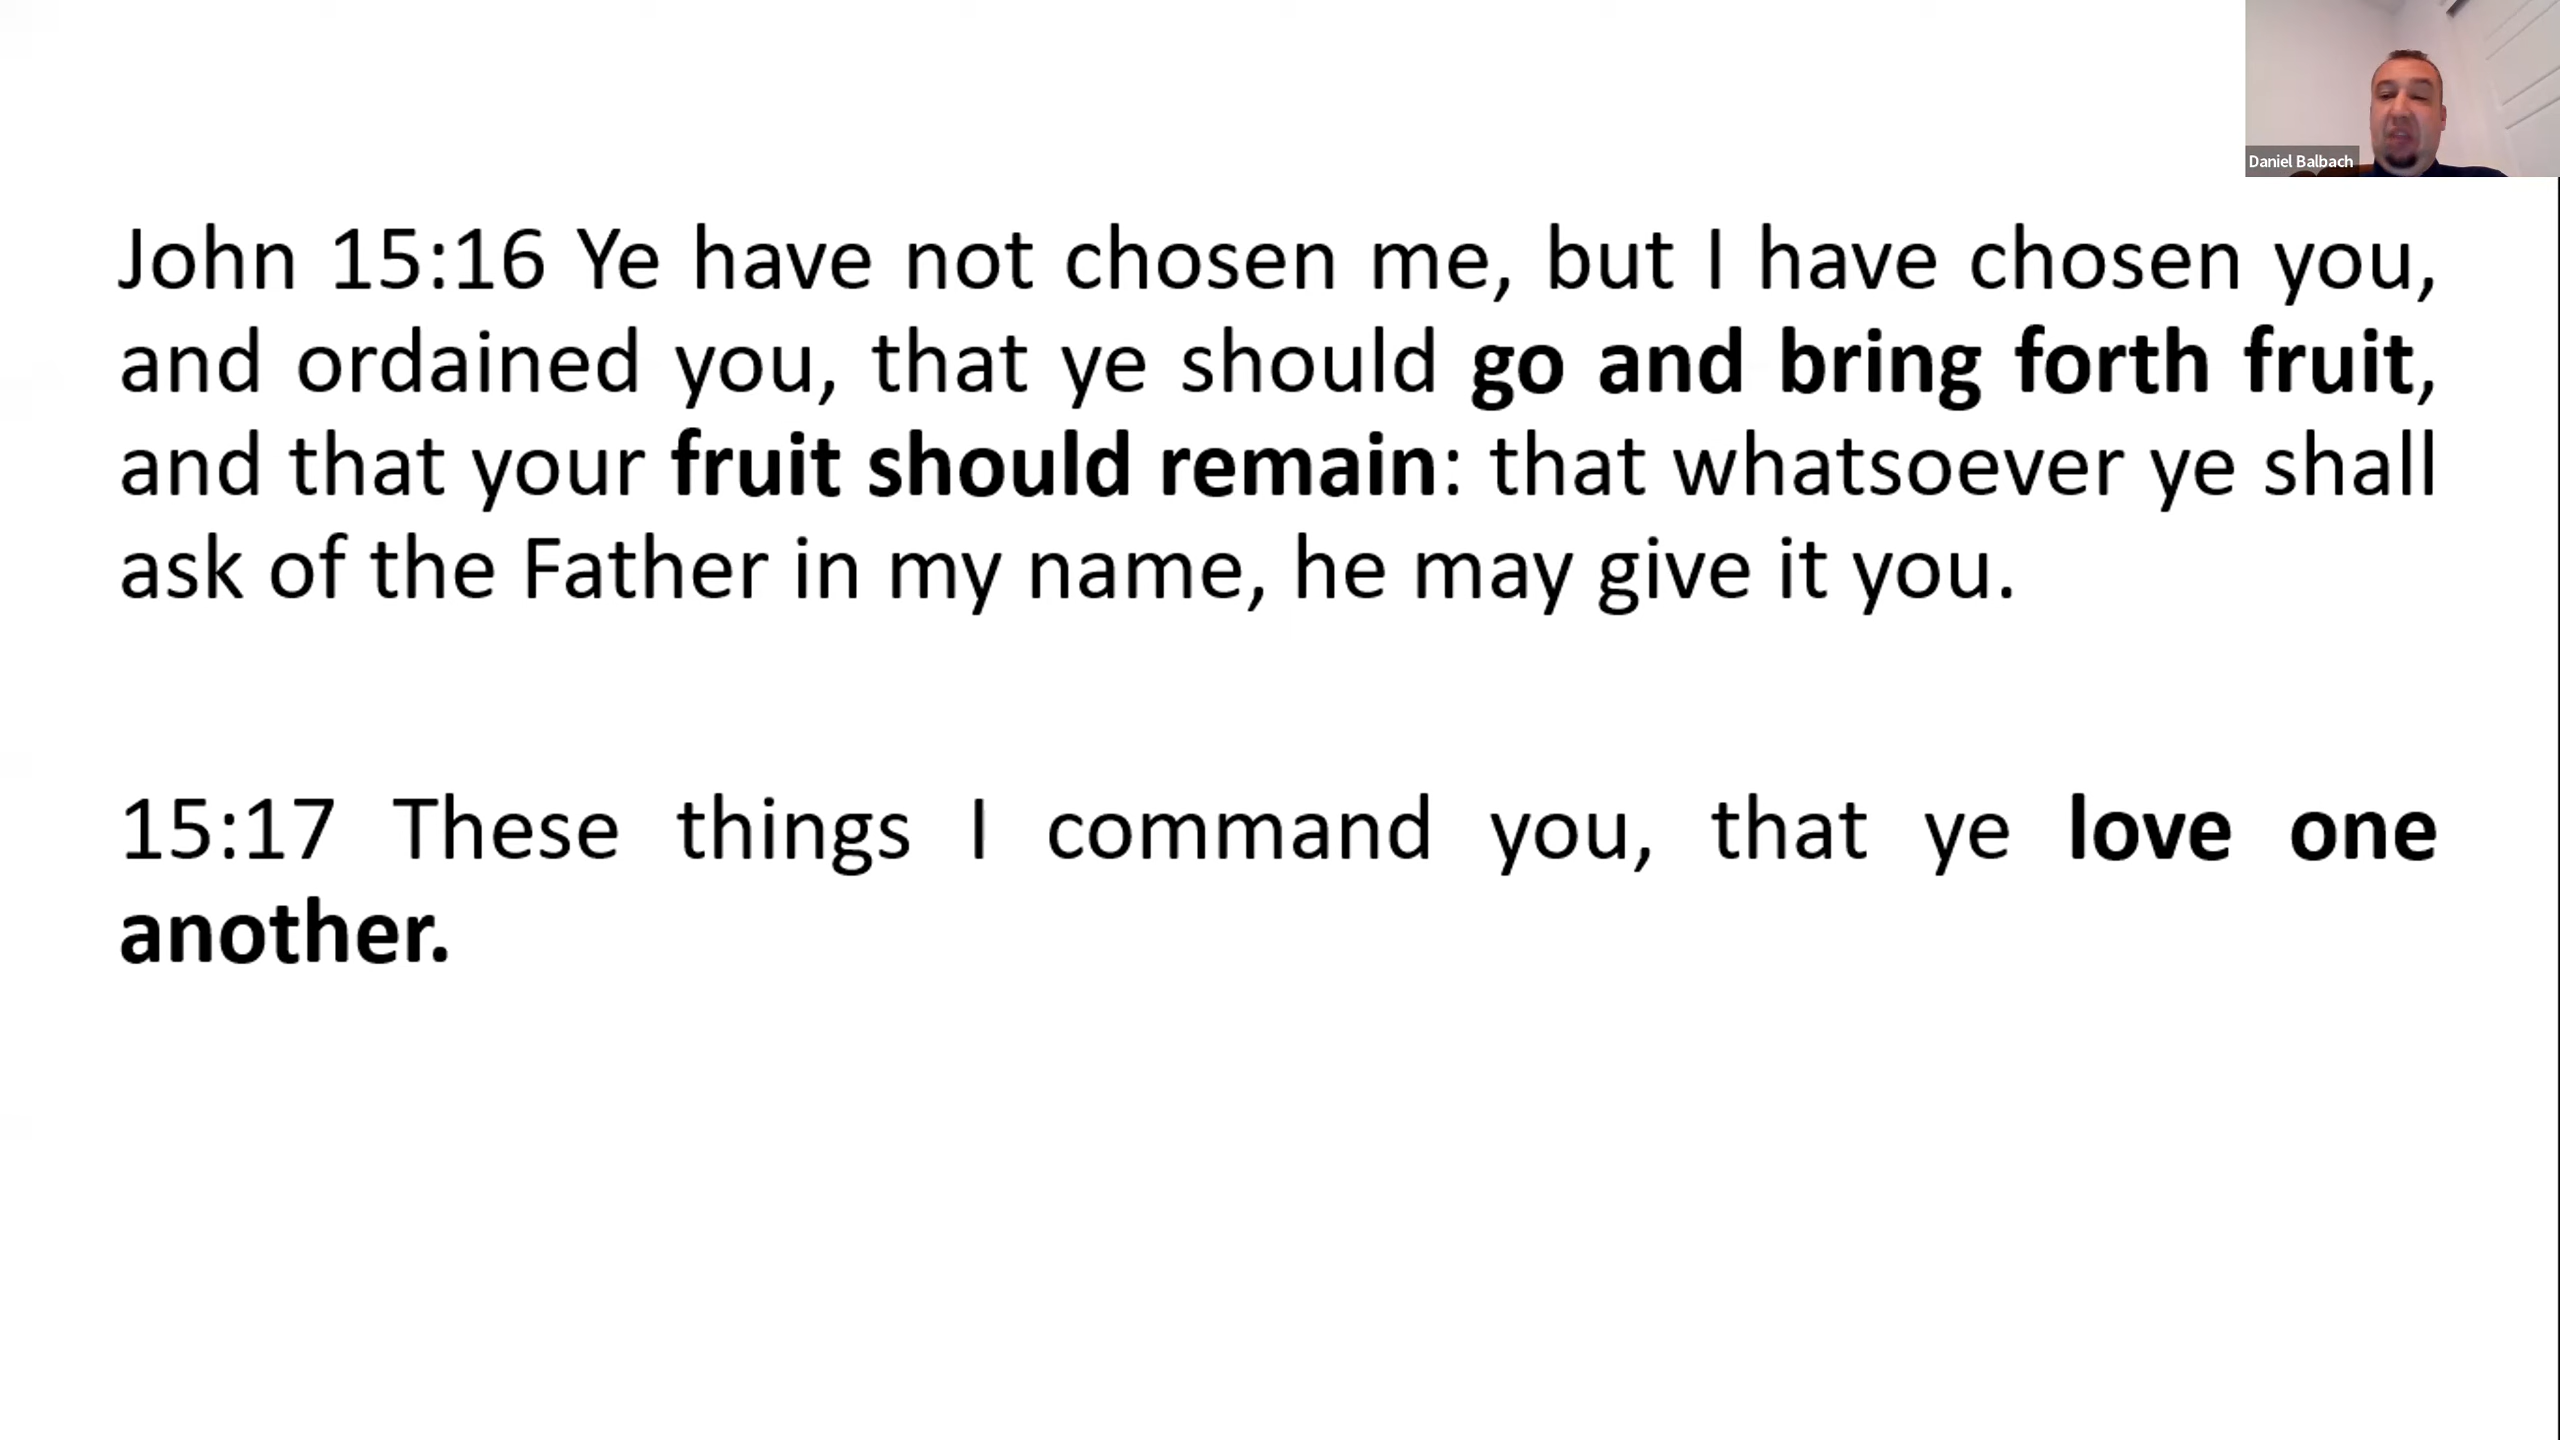 Daniel Balbach
John 15:16 Ye have not chosen me, but I have chosen you,
and ordained you, that ye should go and bring forth fruit,
and that your fruit should remain: that whatsoever ye shall
ask of the Father in my name, he may give it you.
15:17 These things I command you, that ye love one
another.